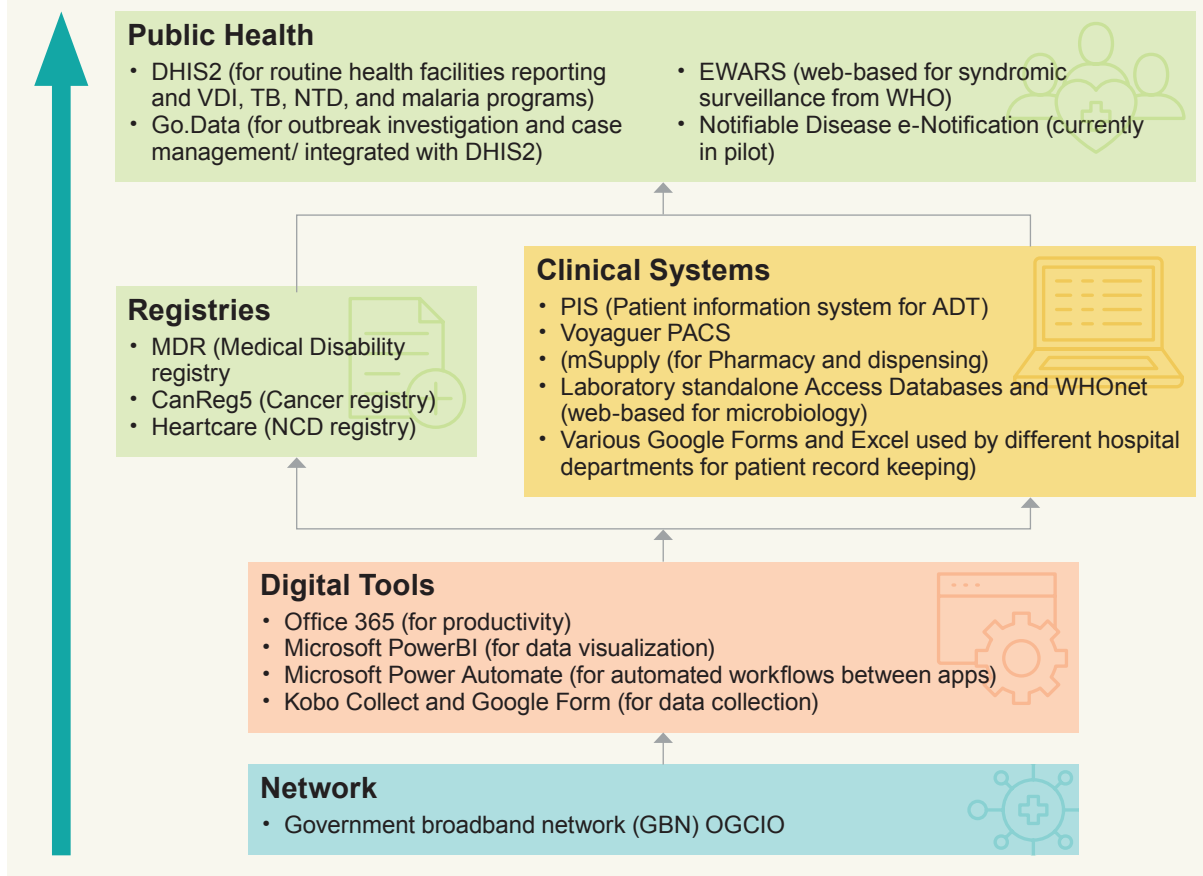 Public Health
• DHIS2 (for routine health facilities reporting
and VDI, TB, NTD, and malaria programs)
• Go.Data (for outbreak investigation and case
management/ integrated with DHIS2)
• EWARS (web-based for syndromic
surveillance from WHO)
• Notifiable Disease e-Notification (currently
in pilot)
Registries
• MDR (Medical Disability
registry
• CanReg5 (Cancer registry)
• Heartcare (NCD registry)
Clinical Systems
• PIS (Patient information system for ADT)
• Voyaguer PACS
• (mSupply (for Pharmacy and dispensing)
• Laboratory standalone Access Databases and WHOnet
(web-based for microbiology)
• Various Google Forms and Excel used by different hospital
departments for patient record keeping)
Digital Tools
• Office 365 (for productivity)
• Microsoft PowerBI (for data visualization)
• Microsoft Power Automate (for automated workflows between apps)
• Kobo Collect and Google Form (for data collection)
Network
• Government broadband network (GBN) OGCIO